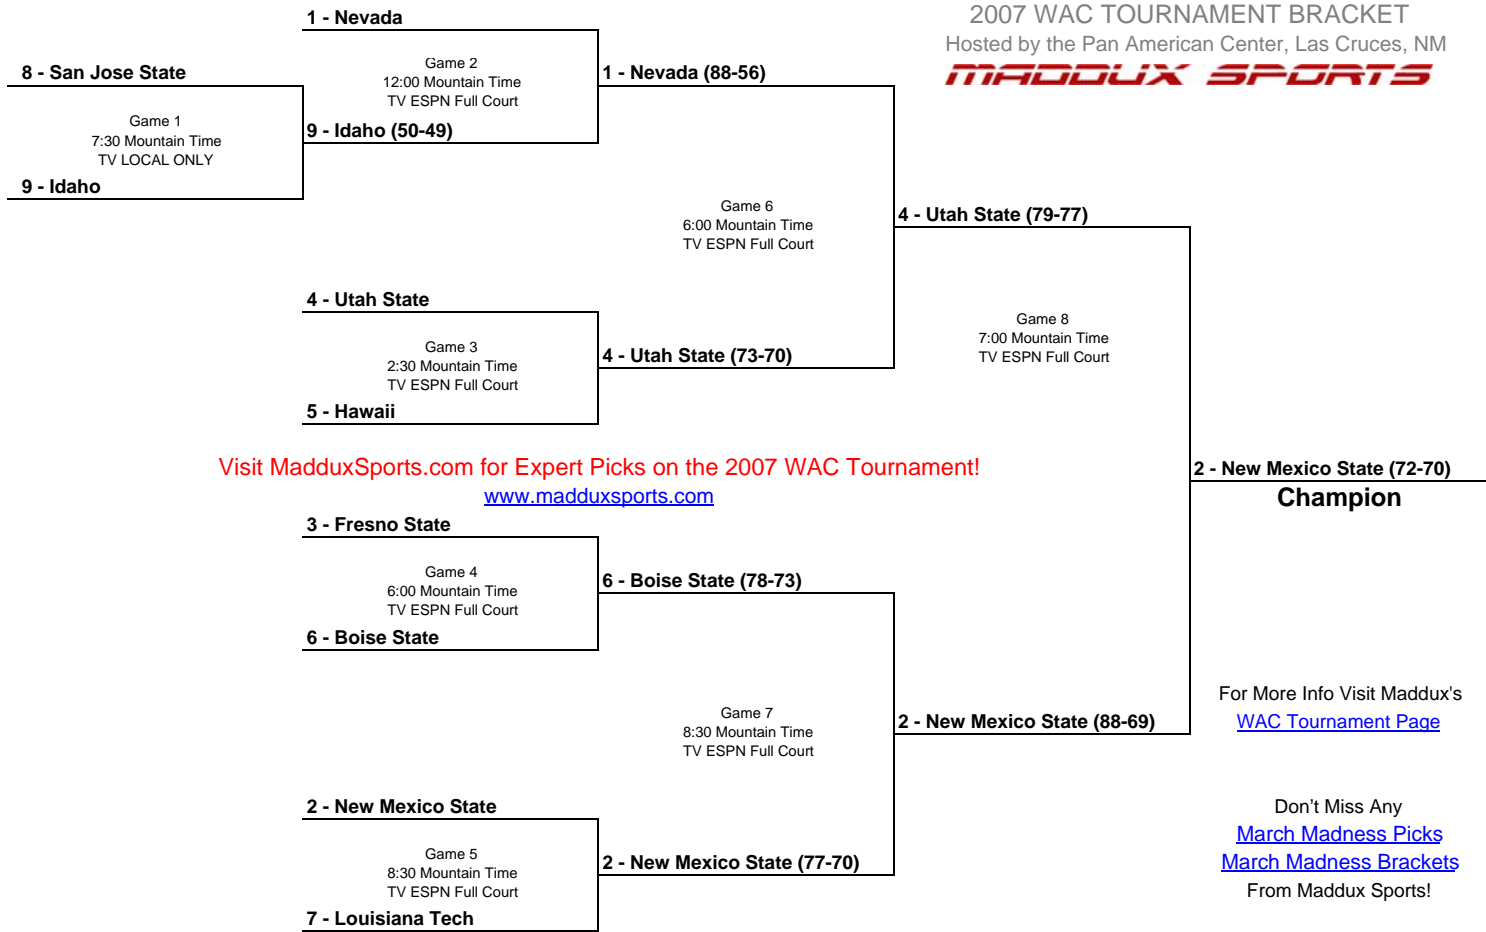 1 - Nevada
2007 WAC TOURNAMENT BRACKET
Hosted by the Pan American Center, Las Cruces, NM
MADDUX SPORTS
8 - San Jose State
Game 2
12:00 Mountain Time
TV ESPN Full Court
1 - Nevada (88-56)
Game 1
7:30 Mountain Time
TV LOCAL ONLY
9 - Idaho (50-49)
9 - Idaho
Game 6
6:00 Mountain Time
TV ESPN Full Court
4 - Utah State (79-77)
4 - Utah State
Game 3
2:30 Mountain Time
TV ESPN Full Court
4 - Utah State (73-70)
Game 8
7:00 Mountain Time
TV ESPN Full Court
5 - Hawaii
Visit MadduxSports.com for Expert Picks on the 2007 WAC Tournament!
www.madduxsports.com
2 - New Mexico State (72-70)
Champion
3 - Fresno State
Game 4
6:00 Mountain Time
TV ESPN Full Court
6 - Boise State (78-73)
6 - Boise State
Game 7
8:30 Mountain Time
TV ESPN Full Court
2 - New Mexico State (88-69)
For More Info Visit Maddux's
WAC Tournament Page
2 - New Mexico State
Game 5
8:30 Mountain Time
TV ESPN Full Court
2 - New Mexico State (77-70)
7 - Louisiana Tech
Don’t Miss Any
March Madness Picks
March Madness Brackets
From Maddux Sports!